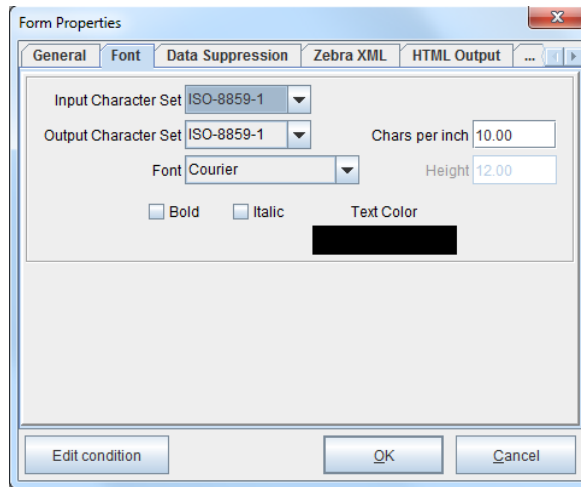 Form Properties
General Font Data Suppression Zebra XML HTML Output ...
Input Character Set ISO-8859-1
Output Character Set ISO-8859-1 Chars per inch 10.00
Font Courier Height 12.00
Bold Italic Text Color
Edit condition OK Cancel